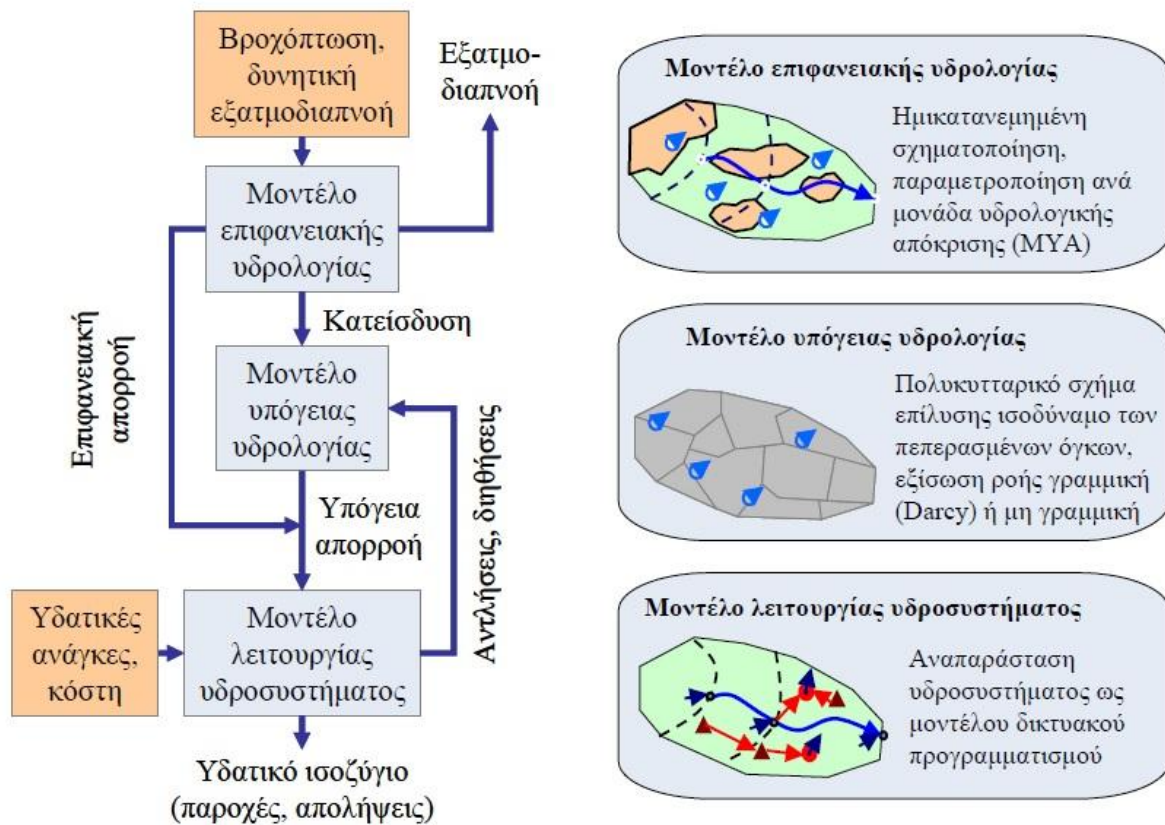 Βροχόπτωση,
δυνητική
εξατμοδιαπνοή
Εξατμο-
διαπνοή
Μοντέλο
επιφανειακής
υδρολογίας
Επιφανειακή
απορροή
Κατείσδυση
Μοντέλο
υπόγειας
υδρολογίας
Αντλήσεις, διηθήσεις
Υπόγεια
απορροή
Υδατικές
ανάγκες,
κόστη
Μοντέλο
λειτουργίας
υδροσυστήματος
Υδατικό ισοζύγιο
(παροχές, απολήψεις)
Μοντέλο επιφανειακής υδρολογίας
Ημικατανεμημένη
σχηματοποίηση,
παραμετροποίηση ανά
μονάδα υδρολογικής
απόκρισης (ΜΥΑ)
Μοντέλο υπόγειας υδρολογίας
Πολυκυτταρικό σχήμα
επίλυσης ισοδύναμο των
πεπερασμένων όγκων,
εξίσωση ροής γραμμική
(Darcy) ή μη γραμμική
Μοντέλο λειτουργίας υδροσυστήματος
Αναπαράσταση
υδροσυστήματος ως
μοντέλου δικτυακού
προγραμματισμού